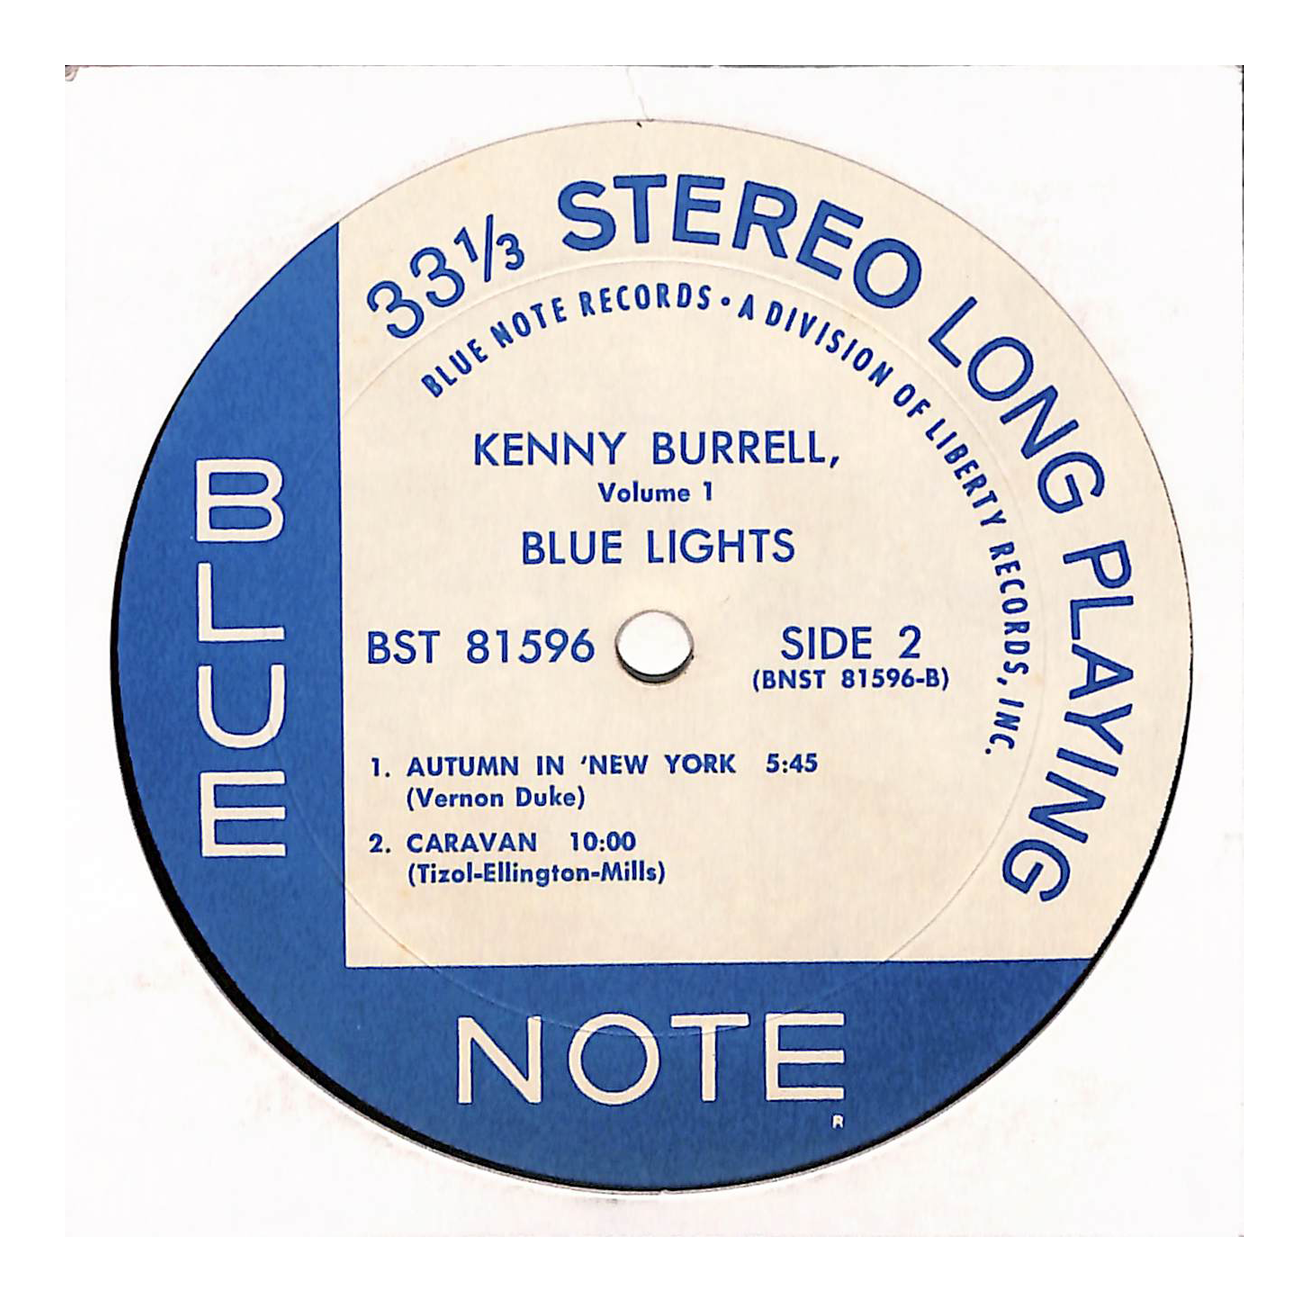 33⅓ STEREO LONG PLAYING
BLUE NOTE RECORDS • A DIVISION OF LIBERTY RECORDS, INC.
KENNY BURRELL,
Volume 1
BLUE LIGHTS
BST 81596
SIDE 2
(BNST 81596-B)
1. AUTUMN IN 'NEW YORK 5:45
(Vernon Duke)
2. CARAVAN 10:00
(Tizol-Ellington-Mills)
BLUE
NOTE
R